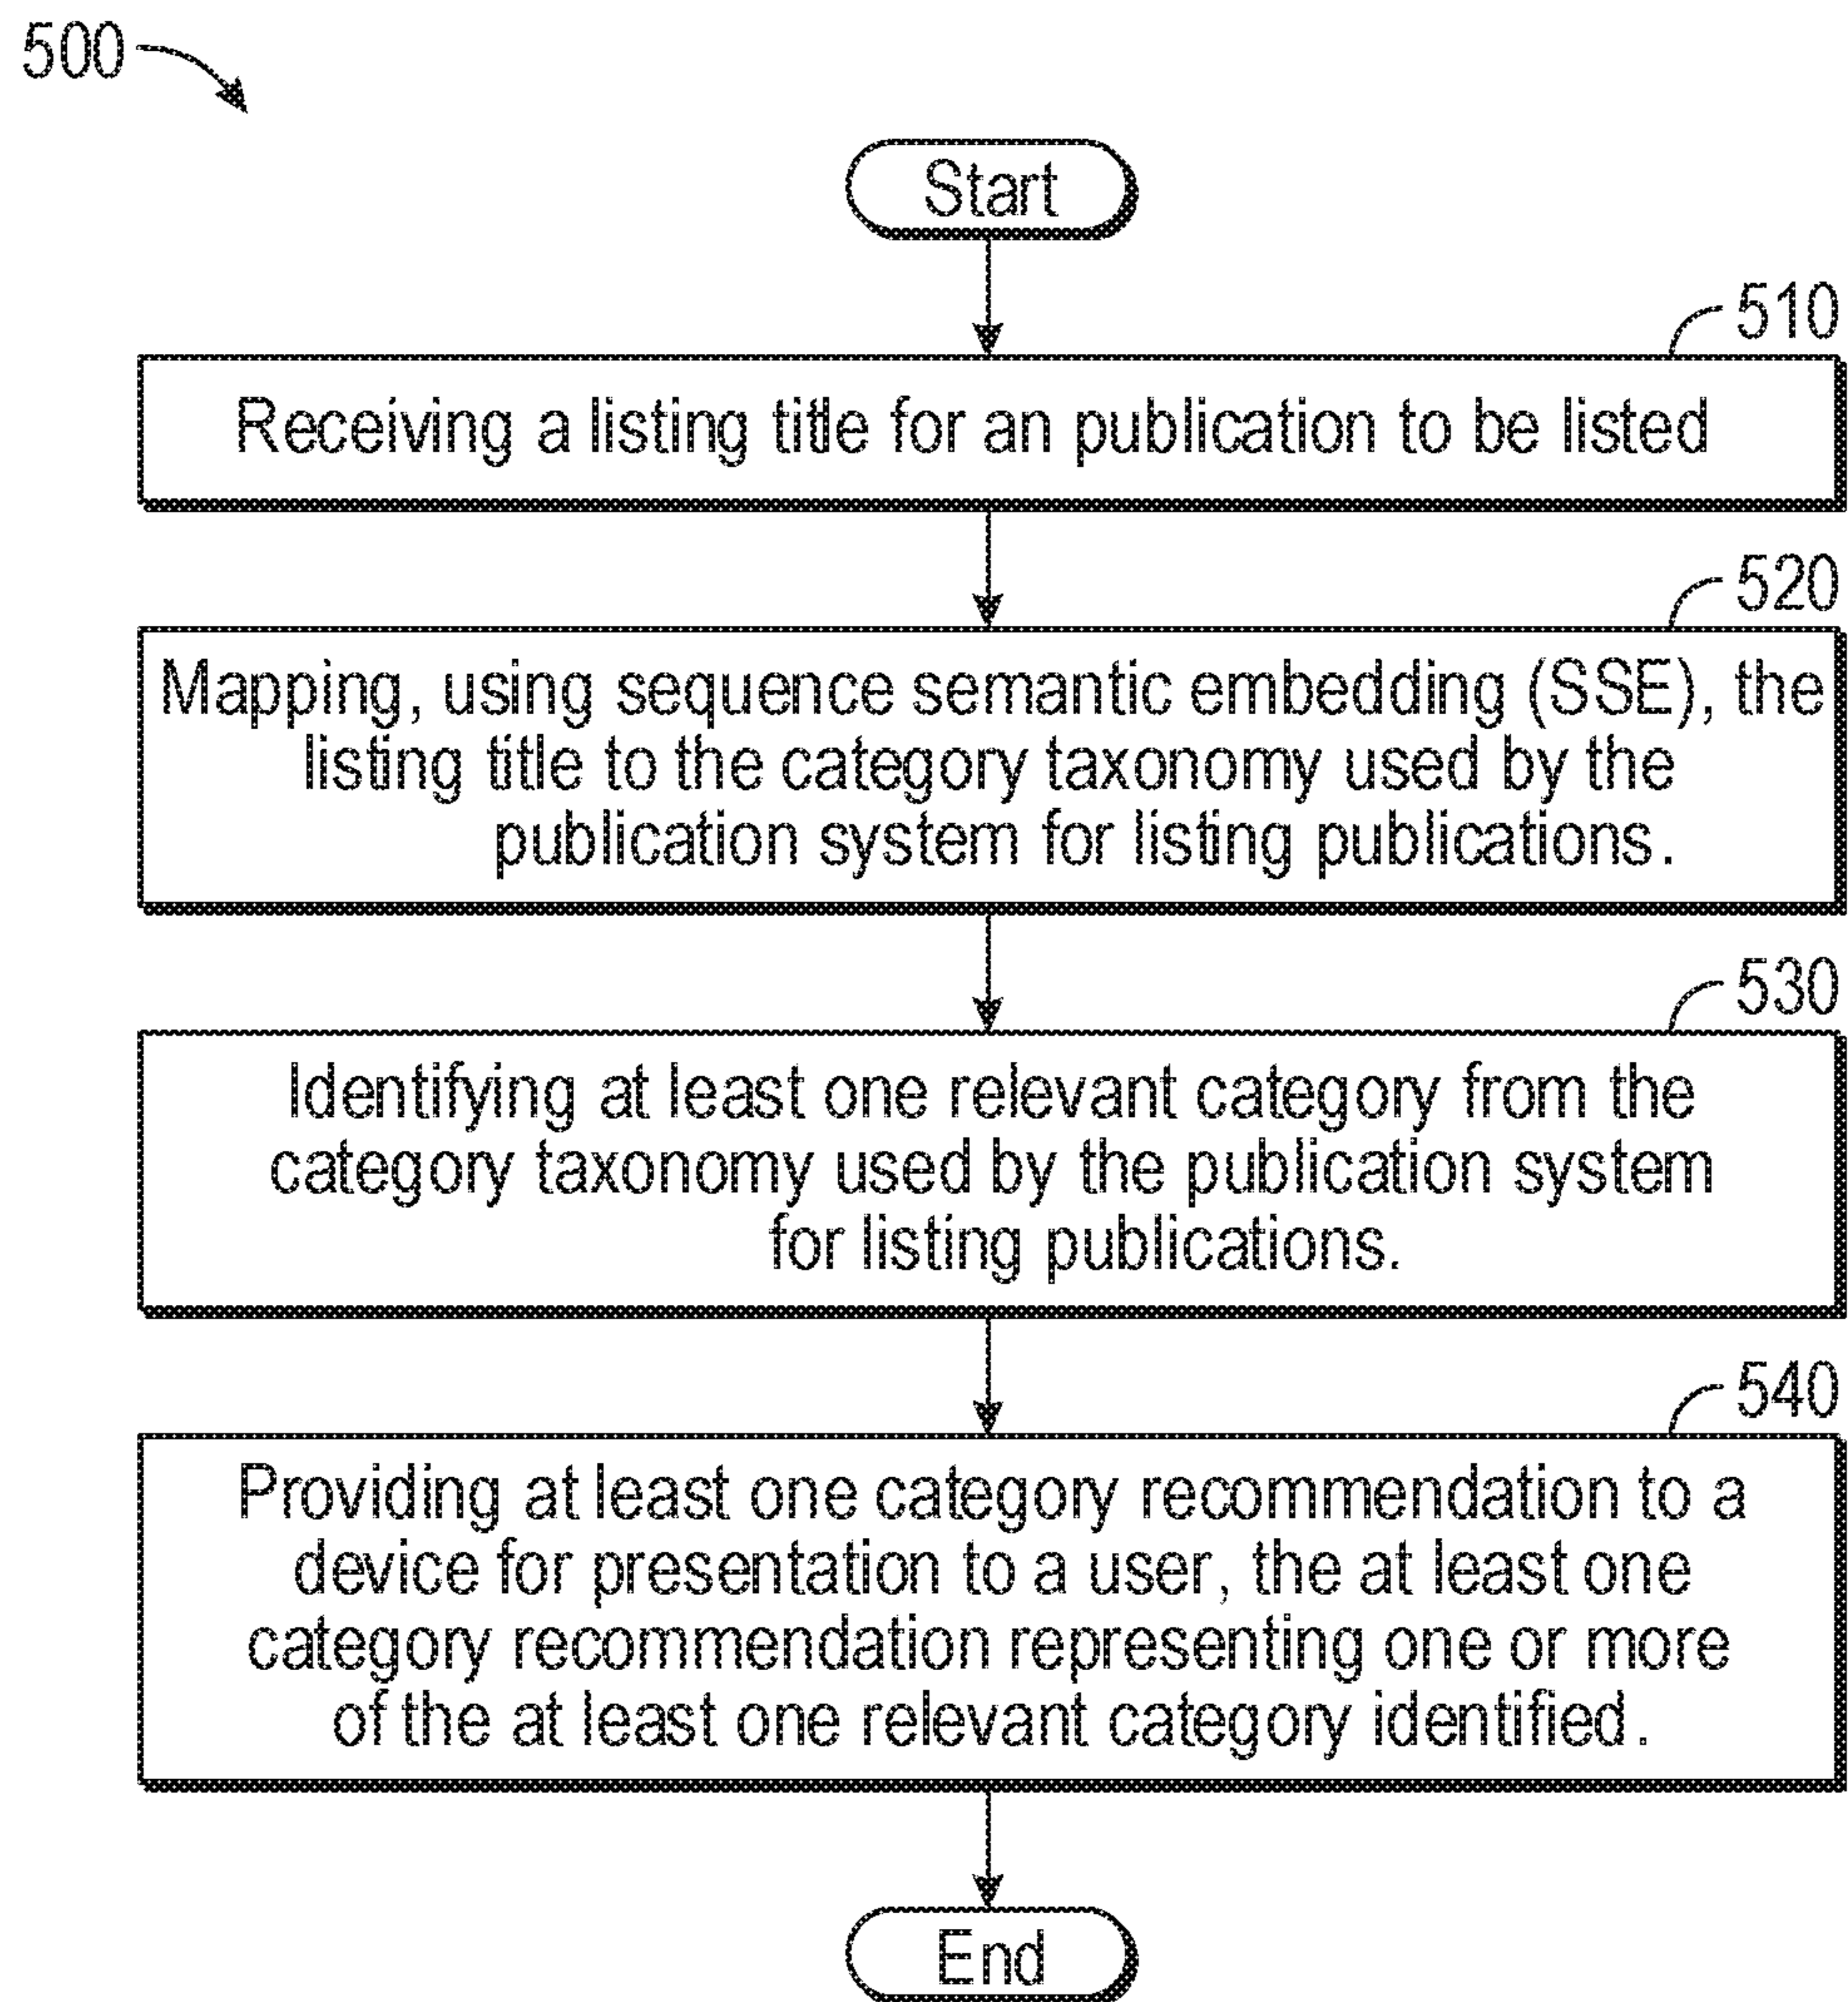 500
Start
510
Receiving a listing title for an publication to be listed
520
Mapping, using sequence semantic embedding (SSE), the
listing title to the category taxonomy used by the
publication system for listing publications.
530
Identifying at least one relevant category from the
category taxonomy used by the publication system
for listing publications.
540
Providing at least one category recommendation to a
device for presentation to a user, the at least one
category recommendation representing one or more
of the at least one relevant category identified.
End